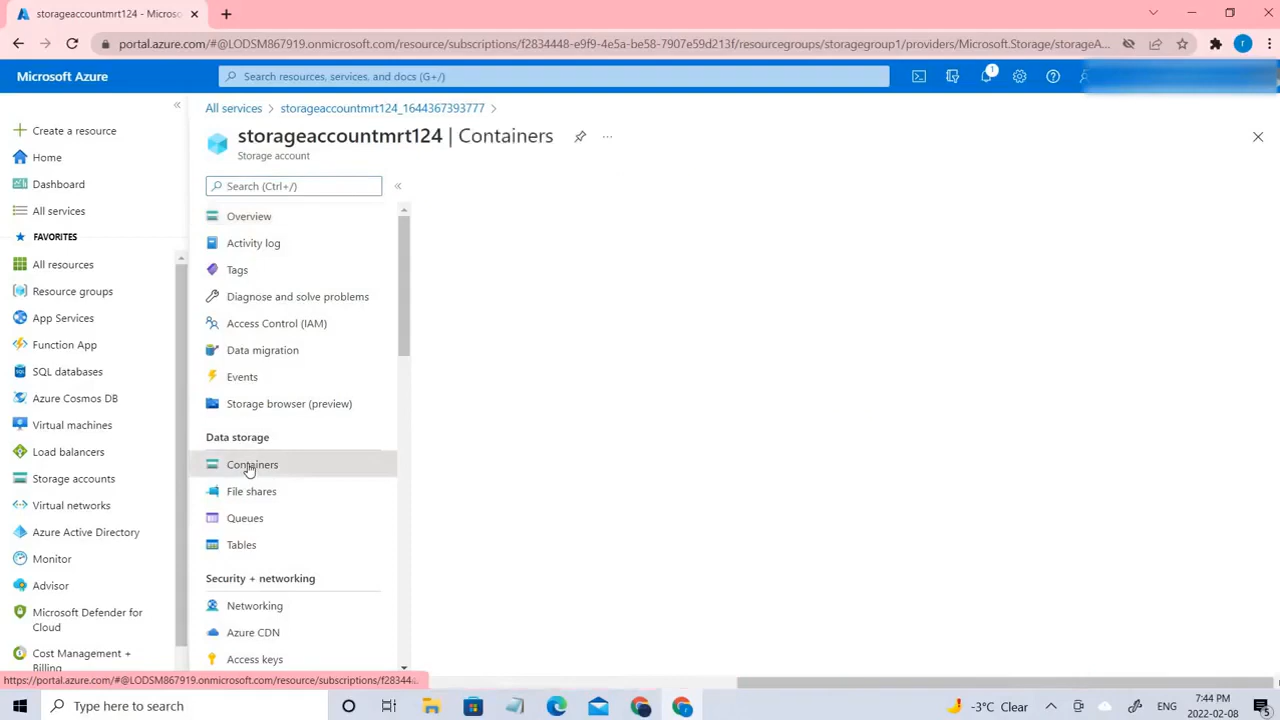 storageaccountmrt124 - Microso
portal.azure.com/#@LODSM867919.onmicrosoft.com/resource/subscriptions/f2834448-e9f9-4e5a-be58-7907e59d213f/resourcegroups/storagegroup1/providers/Microsoft.Storage/storageA...
r
Microsoft Azure
Search resources, services, and docs (G+/)
1
All services > storageaccountmrt124_1644367393777 >
storageaccountmrt124 | Containers
Storage account
Create a resource
Home
Dashboard
All services
FAVORITES
All resources
Resource groups
App Services
Function App
SQL databases
Azure Cosmos DB
Virtual machines
Load balancers
Storage accounts
Virtual networks
Azure Active Directory
Monitor
Advisor
Microsoft Defender for
Cloud
Cost Management +
Billing
Search (Ctrl+/)
Overview
Activity log
Tags
Diagnose and solve problems
Access Control (IAM)
Data migration
Events
Storage browser (preview)
Data storage
Containers
File shares
Queues
Tables
Security + networking
Networking
Azure CDN
Access keys
https://portal.azure.com/#@LODSM867919.onmicrosoft.com/resource/subscriptions/f28344...
Type here to search
-3°C Clear
ENG
7:44 PM
2022-02-08
5